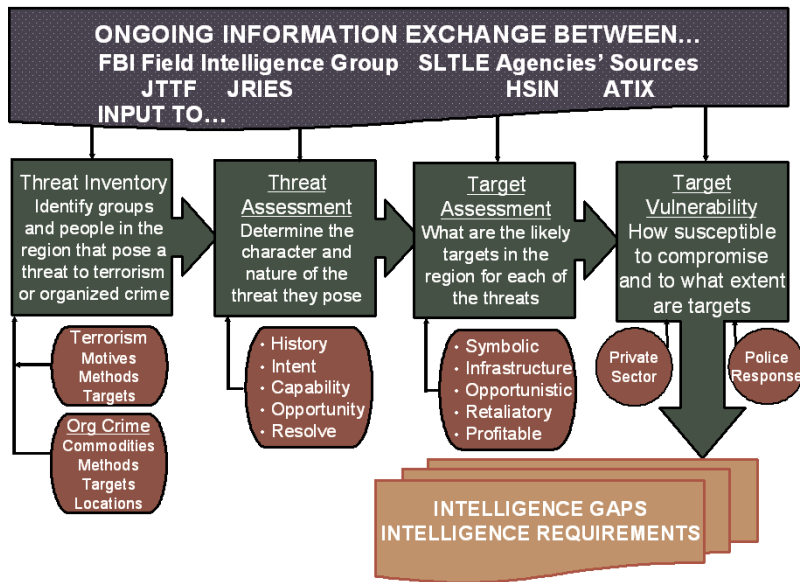 ONGOING INFORMATION EXCHANGE BETWEEN…
FBI Field Intelligence Group SLTLE Agencies' Sources
JTTF JRIES HSIN ATIX
INPUT TO…
Threat Inventory
Identify groups
and people in the
region that pose a
threat to terrorism
or organized crime
Threat
Assessment
Determine the
character and
nature of the
threat they pose
Target
Assessment
What are the likely
targets in the
region for each of
the threats
Target
Vulnerability
How susceptible
to compromise
and to what extent
are targets
Terrorism
Motives
Methods
Targets
Org Crime
Commodities
Methods
Targets
Locations
· History
· Intent
· Capability
· Opportunity
· Resolve
· Symbolic
· Infrastructure
· Opportunistic
· Retaliatory
· Profitable
Private
Sector
Police
Response
INTELLIGENCE GAPS
INTELLIGENCE REQUIREMENTS